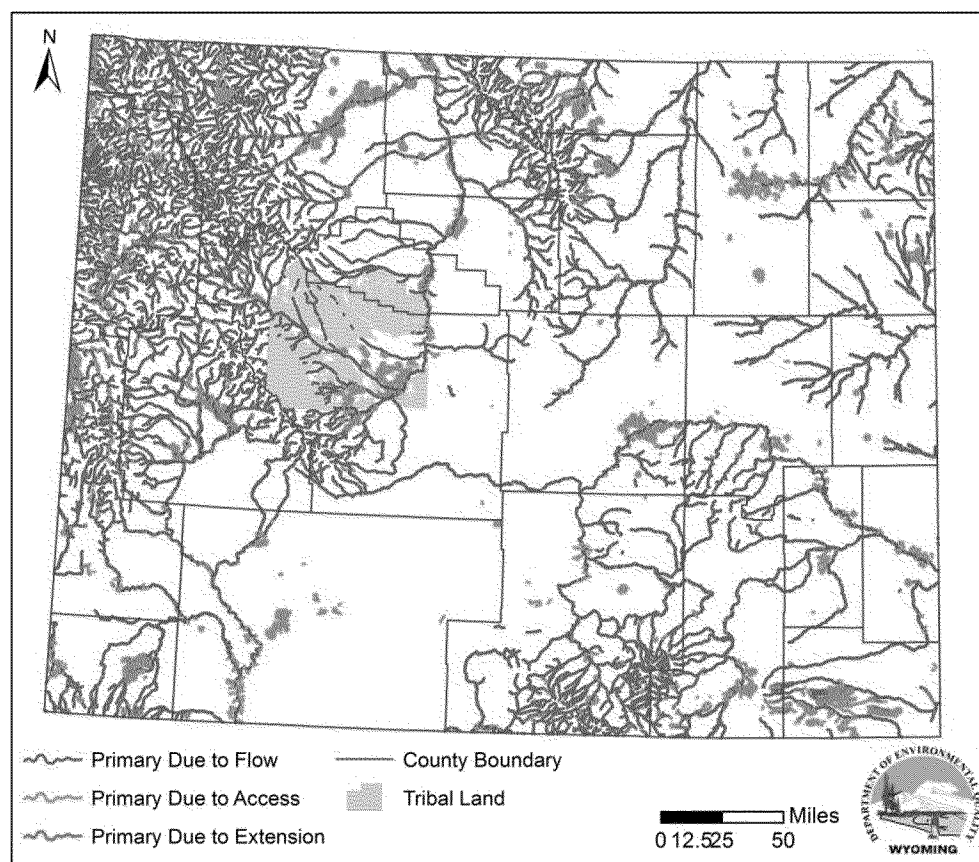 N
Primary Due to Flow
Primary Due to Access
Primary Due to Extension
County Boundary
Tribal Land
Miles
0 12.525 50
DEPARTMENT OF ENVIRONMENTAL QUALITY
WYOMING